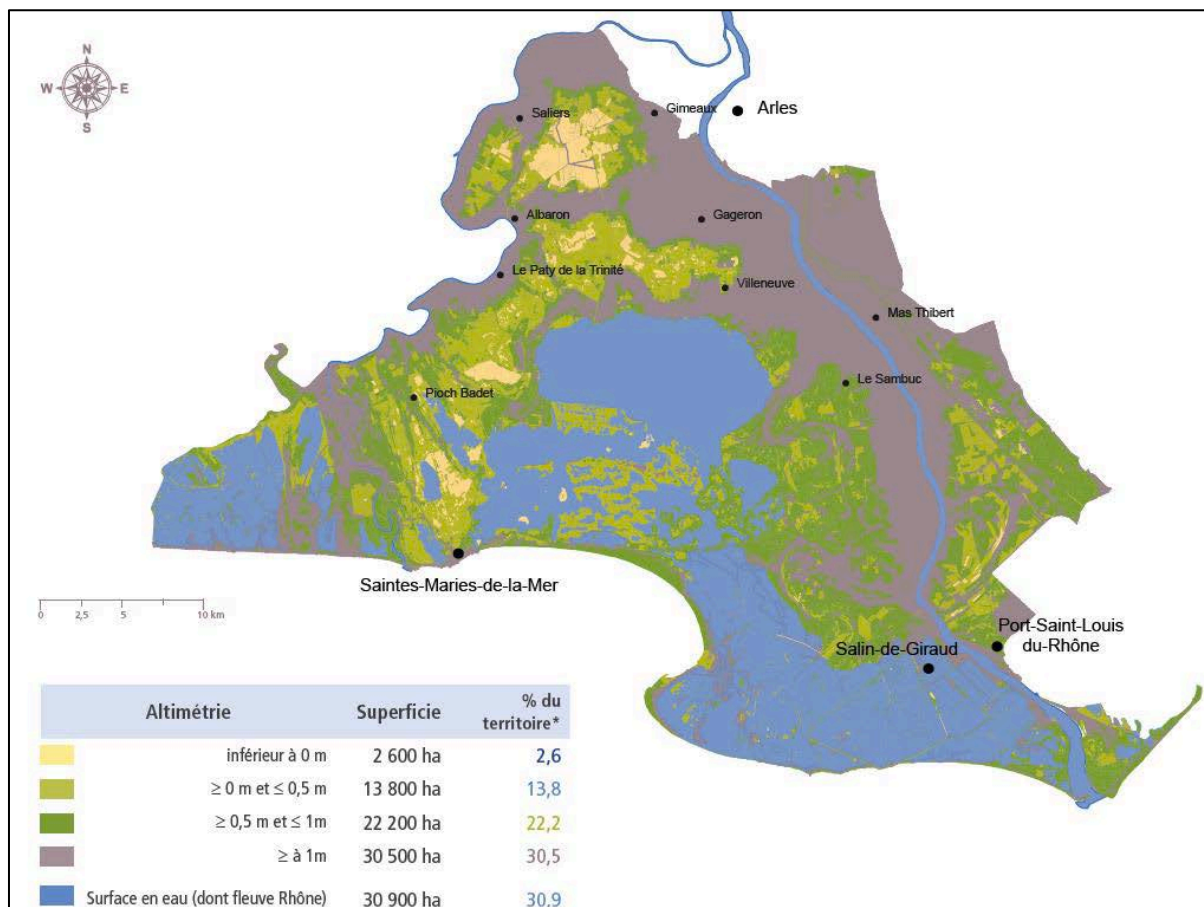 N
W E
S
Arles
Gimeaux
Saliers
Albaron
Gageron
Le Paty de la Trinité
Villeneuve
Mas Thibert
Le Sambuc
Pioch Badet
Saintes-Maries-de-la-Mer
0 2,5 5 10 km
Port-Saint-Louis
du-Rhône
Salin-de-Giraud
Altimétrie Superficie % du
territoire*
inférieur à 0 m 2 600 ha 2,6
≥ 0 m et ≤ 0,5 m 13 800 ha 13,8
≥ 0,5 m et ≤ 1m 22 200 ha 22,2
≥ à 1m 30 500 ha 30,5
Surface en eau (dont fleuve Rhône) 30 900 ha 30,9